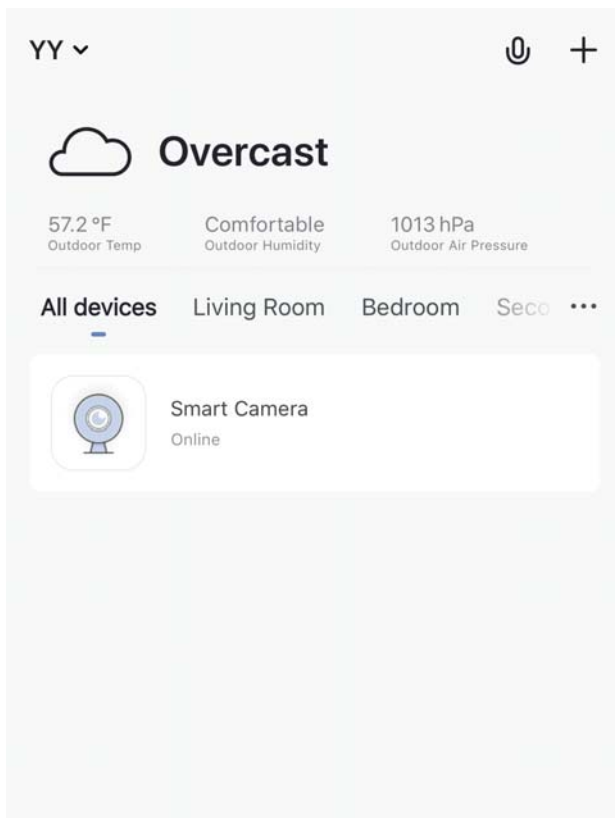 YY
Overcast
57.2 °F Comfortable 1013 hPa
Outdoor Temp Outdoor Humidity Outdoor Air Pressure
All devices Living Room Bedroom Seco ···
Smart Camera
Online